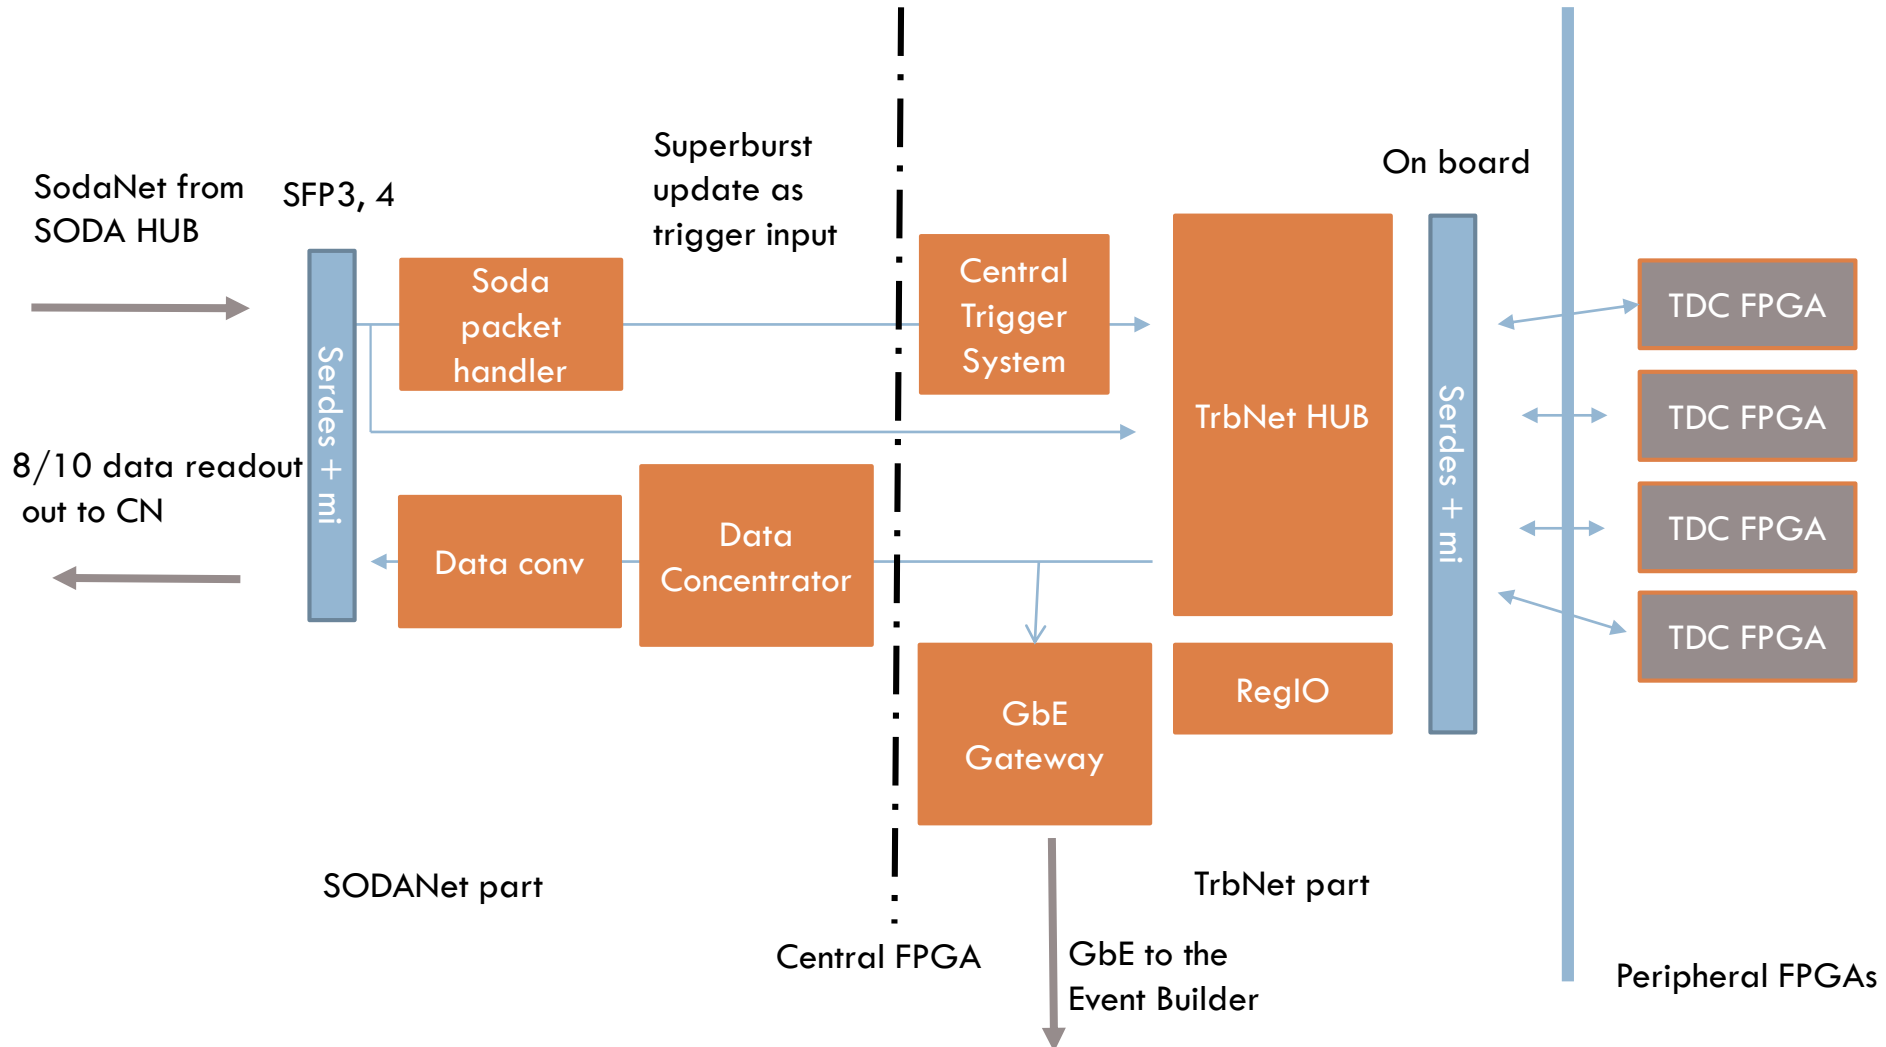 SodaNet from
SODA HUB
SFP3, 4
Superburst
update as
trigger input
On board
Soda
packet
handler
Central
Trigger
System
TrbNet HUB
Serdes + mi
Serdes + mi
TDC FPGA
TDC FPGA
TDC FPGA
TDC FPGA
8/10 data readout
out to CN
Data conv
Data
Concentrator
GbE
Gateway
RegIO
SODANet part
TrbNet part
Central FPGA
GbE to the
Event Builder
Peripheral FPGAs